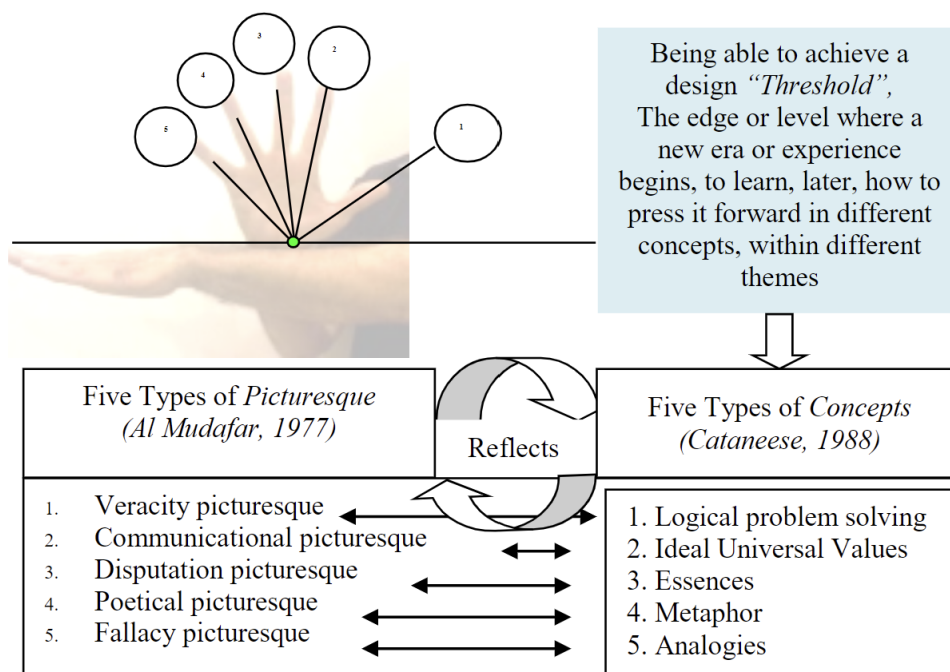 3
2
4
5
1
Being able to achieve a
design “Threshold”,
The edge or level where a
new era or experience
begins, to learn, later, how to
press it forward in different
concepts, within different
themes
Five Types of Picturesque
(Al Mudafar, 1977)
Reflects
Five Types of Concepts
(Cataneese, 1988)
1. Veracity picturesque
2. Communicational picturesque
3. Disputation picturesque
4. Poetical picturesque
5. Fallacy picturesque
1. Logical problem solving
2. Ideal Universal Values
3. Essences
4. Metaphor
5. Analogies